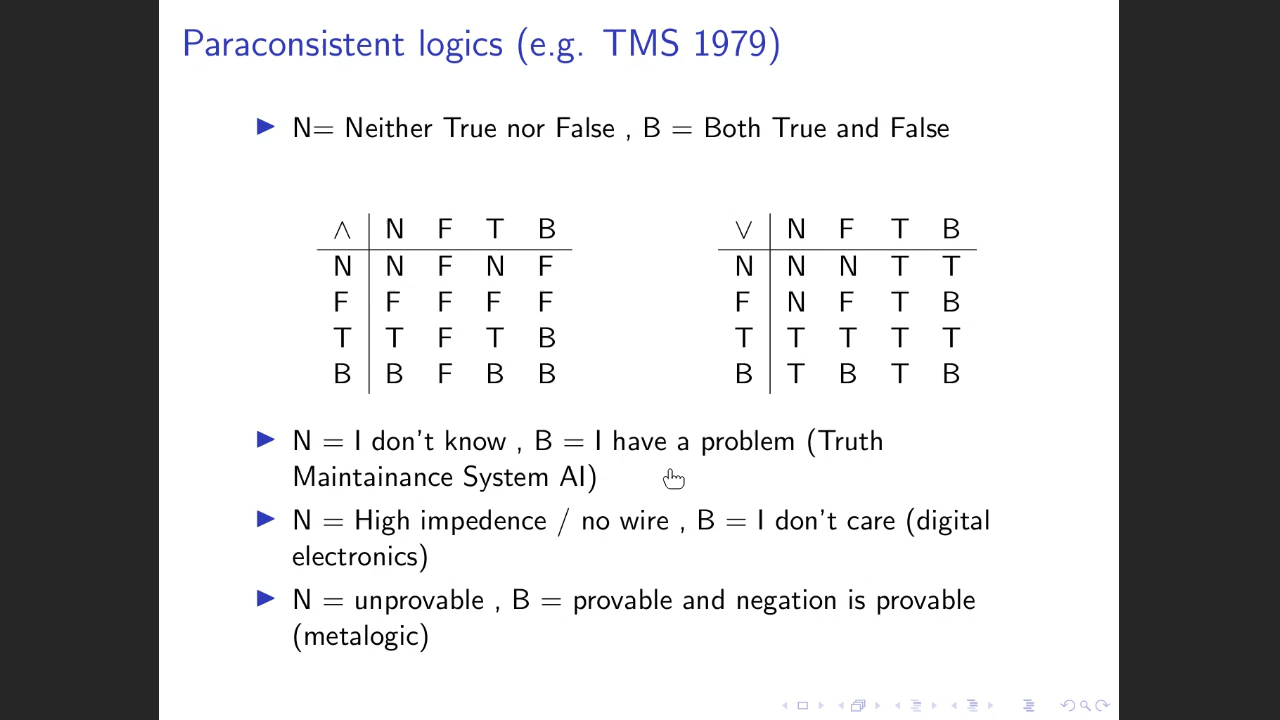 Paraconsistent logics (e.g. TMS 1979)
N= Neither True nor False , B = Both True and False
∧ N F T B
N N F N F
F F F F F
T T F T B
B B F B B
∨ N F T B
N N N T T
F N F T B
T T T T T
B T B T B
N = I don't know , B = I have a problem (Truth
Maintainance System AI)
N = High impedence / no wire , B = I don't care (digital
electronics)
N = unprovable , B = provable and negation is provable
(metalogic)